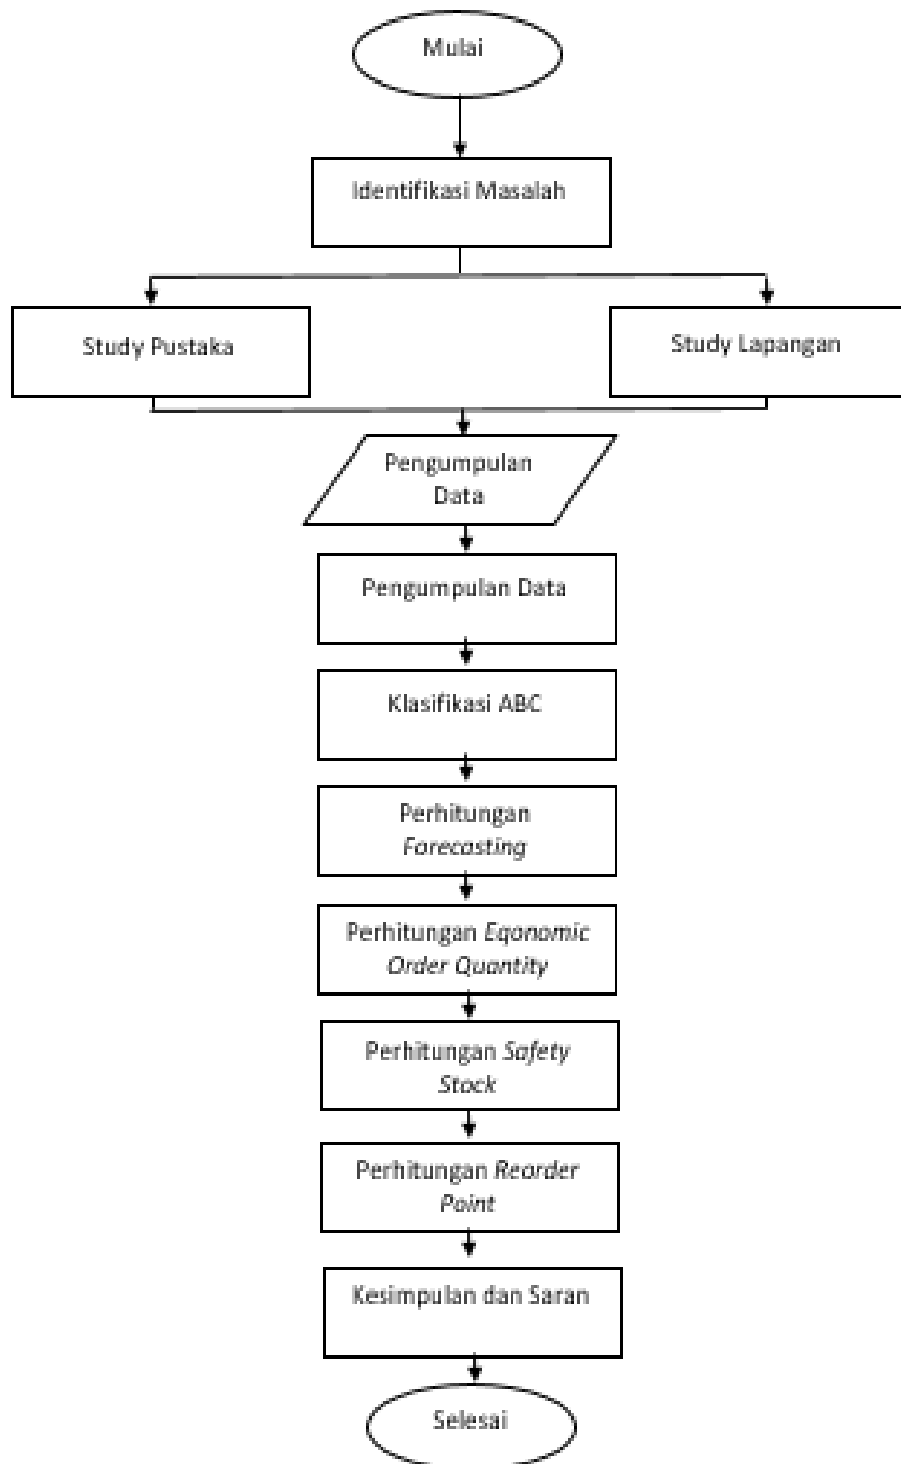 Mulai
Identifikasi Masalah
Study Pustaka
Study Lapangan
Pengumpulan
Data
Pengumpulan Data
Klasifikasi ABC
Perhitungan
Forecasting
Perhitungan Eqonomic
Order Quantity
Perhitungan Safety
Stock
Perhitungan Reorder
Point
Kesimpulan dan Saran
Selesai